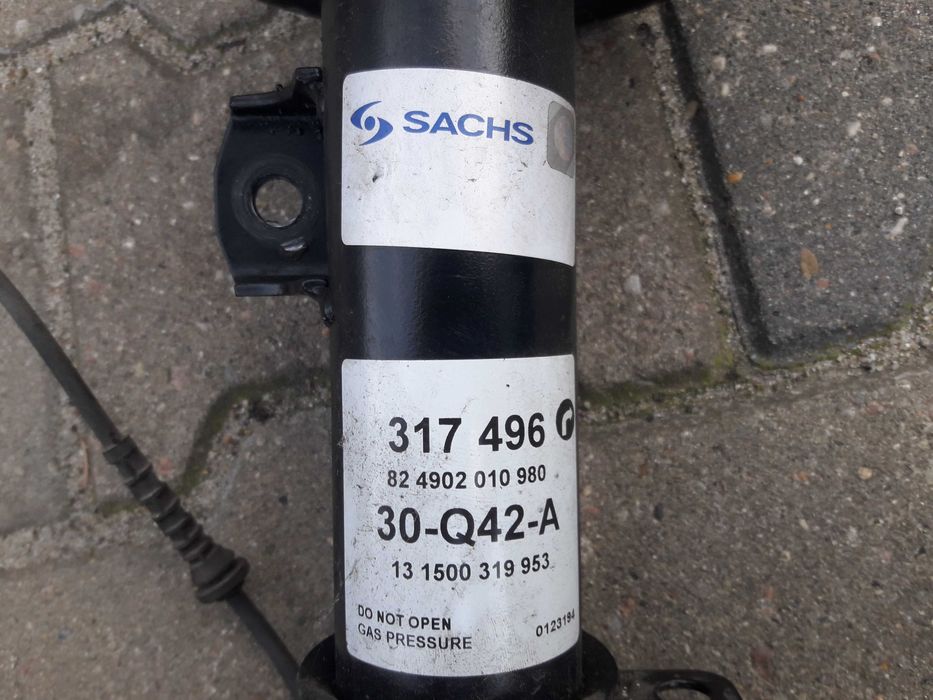 SACHS
317 496 r
82 4902 010 980
30-Q42-A
13 1500 319 953
DO NOT OPEN
GAS PRESSURE
0123194